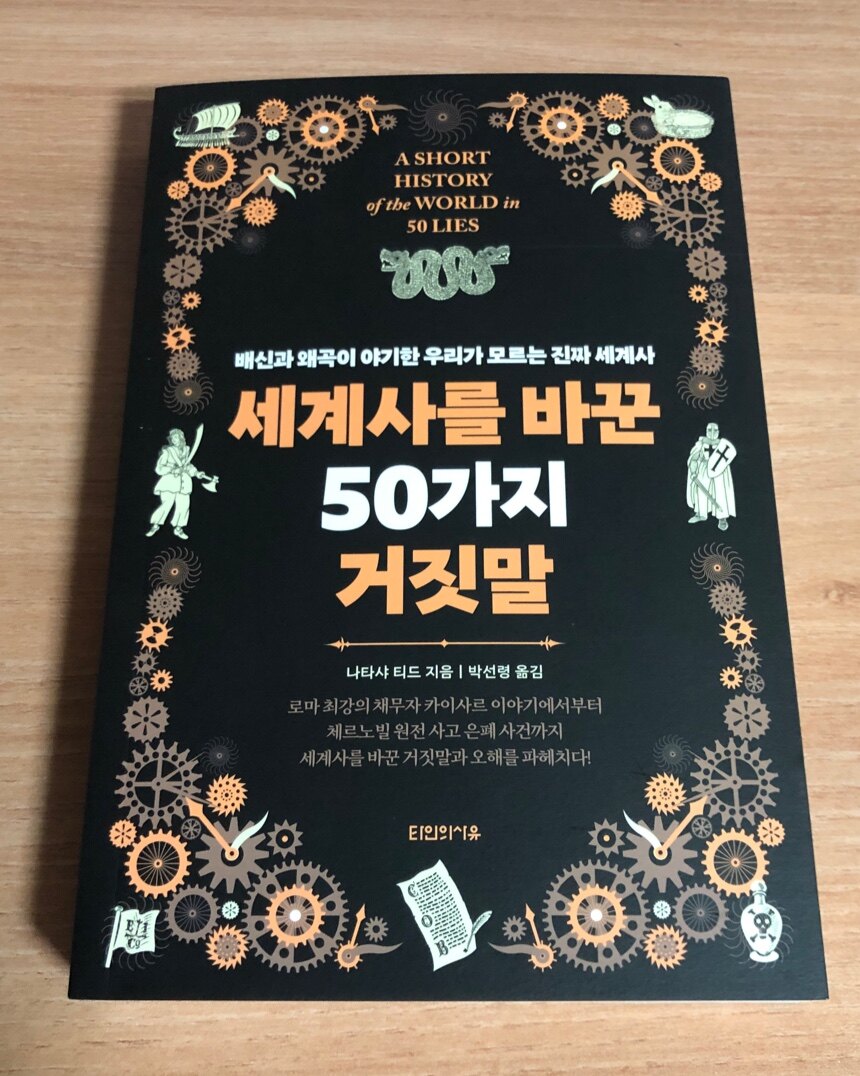 A SHORT
HISTORY
of the WORLD in
50 LIES
배신과 왜곡이 야기한 우리가 모르는 진짜 세계사
세계사를 바꾼
50가지
거짓말
나타샤 티드 지음 | 박선령 옮김
로마 최강의 채무자 카이사르 이야기에서부터
체르노빌 원전 사고 은폐 사건까지
세계사를 바꾼 거짓말과 오해를 파헤치다!
타인의사유